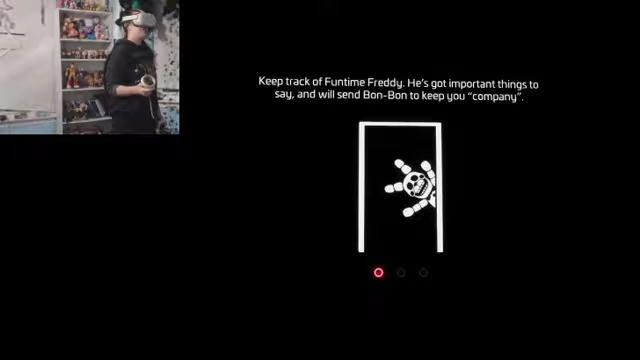 Keep track of Funtime Freddy. He's got important things to
say, and will send Bon-Bon to keep you “company”.